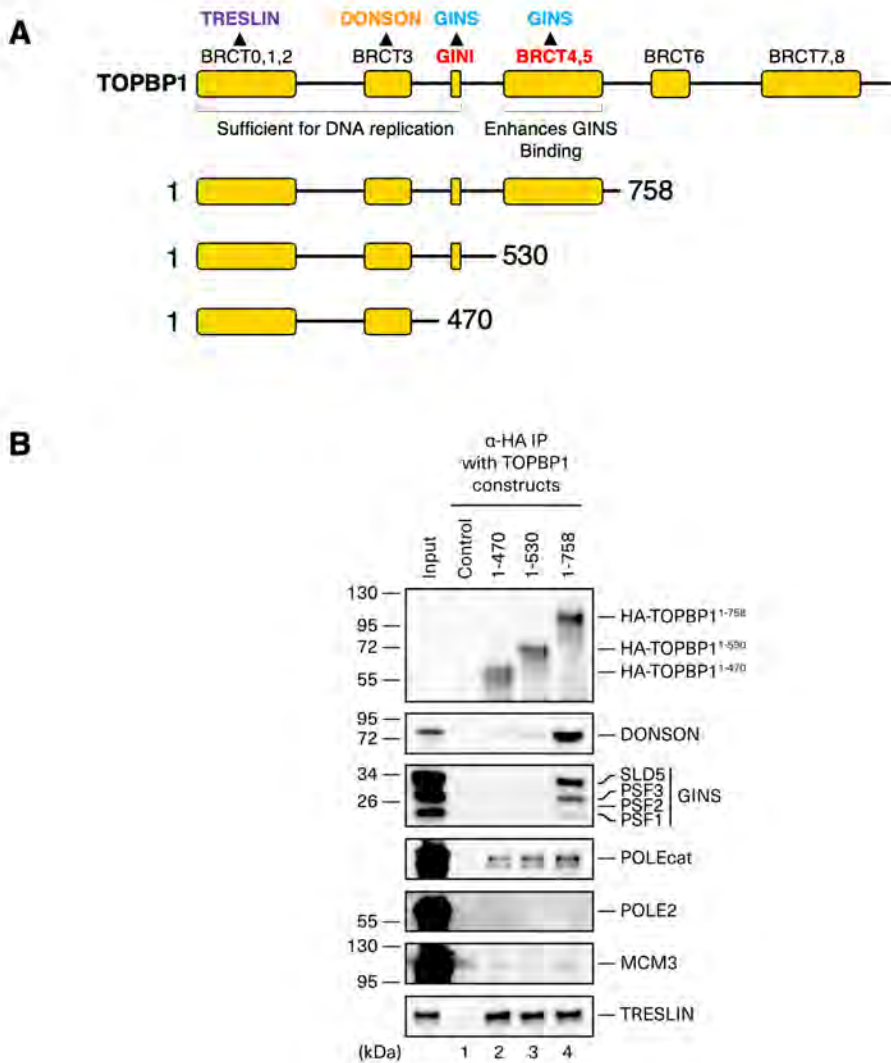 A
TRESLIN DONSON GINS GINS
BRCT0,1,2 BRCT3 GINI BRCT4,5 BRCT6 BRCT7,8
TOPBP1
Sufficient for DNA replication Enhances GINS
Binding
1 758
1 530
1 470
B
α-HA IP
with TOPBP1
constructs
Input Control 1-470 1-530 1-758
130
95
72
55
HA-TOPBP1¹⁻⁷⁵⁸
HA-TOPBP1¹⁻⁵³⁰
HA-TOPBP1¹⁻⁴⁷⁰
95
72
DONSON
34
26
SLD5
PSF3
PSF2
PSF1
GINS
POLEcat
55
POLE2
130
95
MCM3
TRESLIN
(kDa) 1 2 3 4